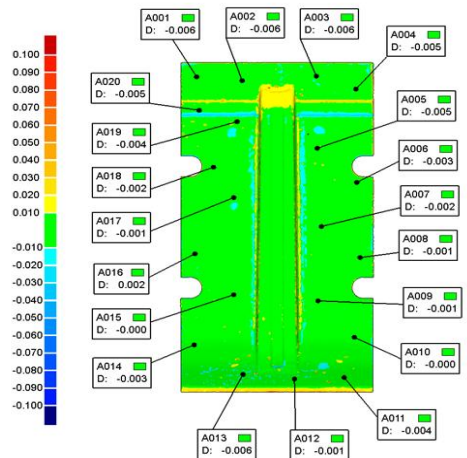 A001
D: -0.006
A002
D: -0.006
A003
D: -0.006
A004
D: -0.005
A020
D: -0.005
A005
D: -0.005
A019
D: -0.004
A006
D: -0.003
A018
D: -0.002
A007
D: -0.002
A017
D: -0.001
A008
D: -0.001
A016
D: 0.002
A009
D: -0.001
A015
D: -0.000
A010
D: -0.000
A014
D: -0.003
A011
D: -0.004
A013
D: -0.006
A012
D: -0.001
0.100
0.090
0.080
0.070
0.060
0.050
0.040
0.030
0.020
0.010
-0.010
-0.020
-0.030
-0.040
-0.050
-0.060
-0.070
-0.080
-0.090
-0.100